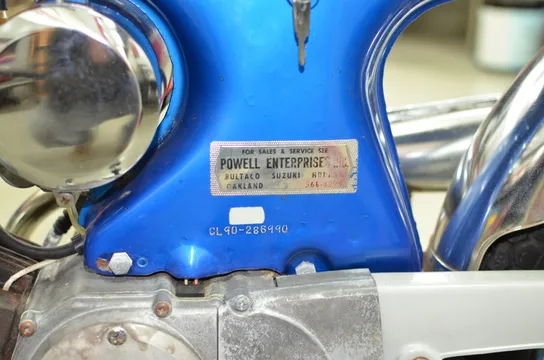 FOR SALES & SERVICE SEE
POWELL ENTERPRISES
BULTACO SUZUKI
OAKLAND
CL90-286990